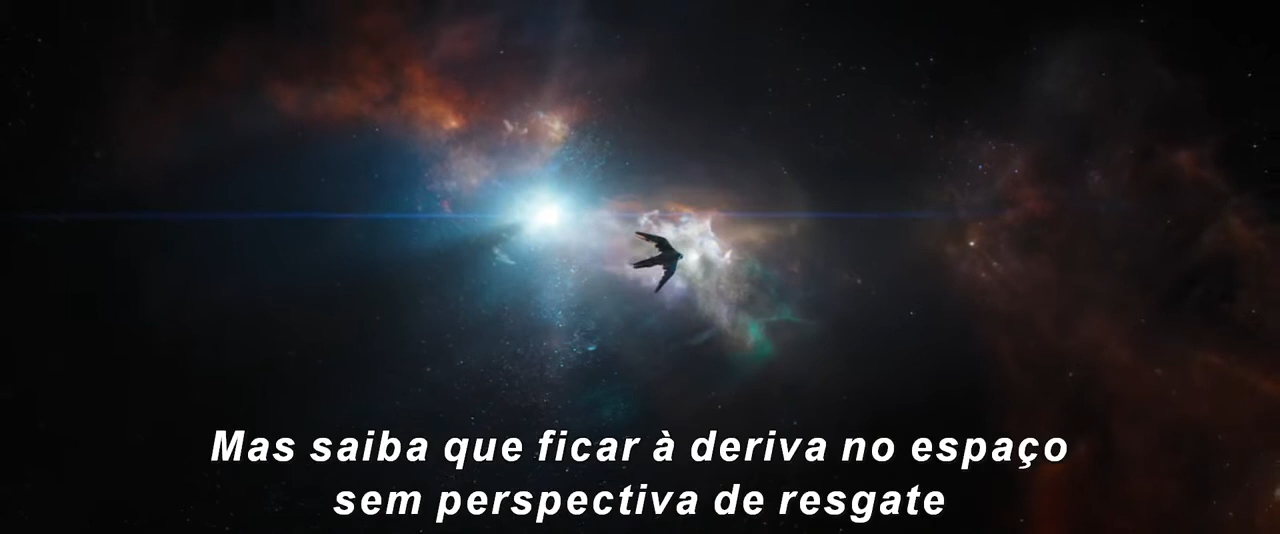 Mas saiba que ficar à deriva no espaço
sem perspectiva de resgate